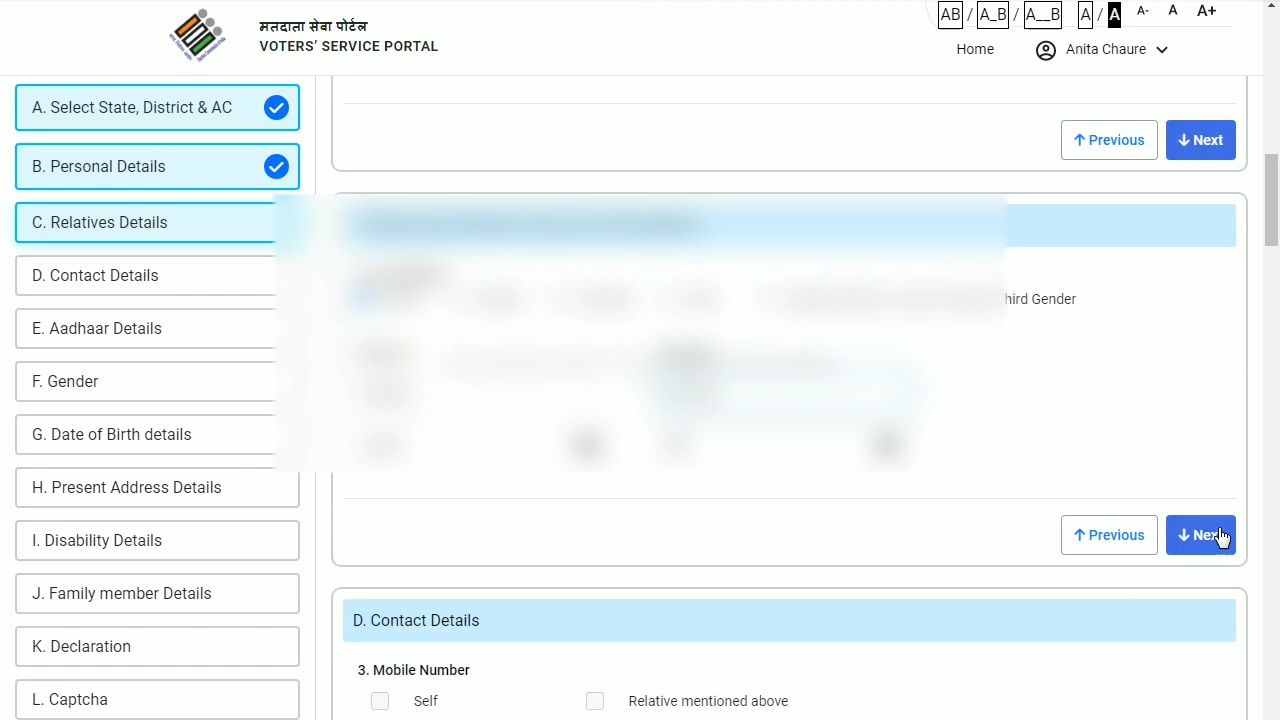 मतदाता सेवा पोर्टल
VOTERS' SERVICE PORTAL
AB / A_B / A__B A / A A- A A+
Home
Anita Chaure
A. Select State, District & AC
B. Personal Details
C. Relatives Details
D. Contact Details
E. Aadhaar Details
F. Gender
G. Date of Birth details
H. Present Address Details
I. Disability Details
J. Family member Details
K. Declaration
L. Captcha
Previous
Next
hird Gender
Previous
D. Contact Details
3. Mobile Number
Self
Relative mentioned above